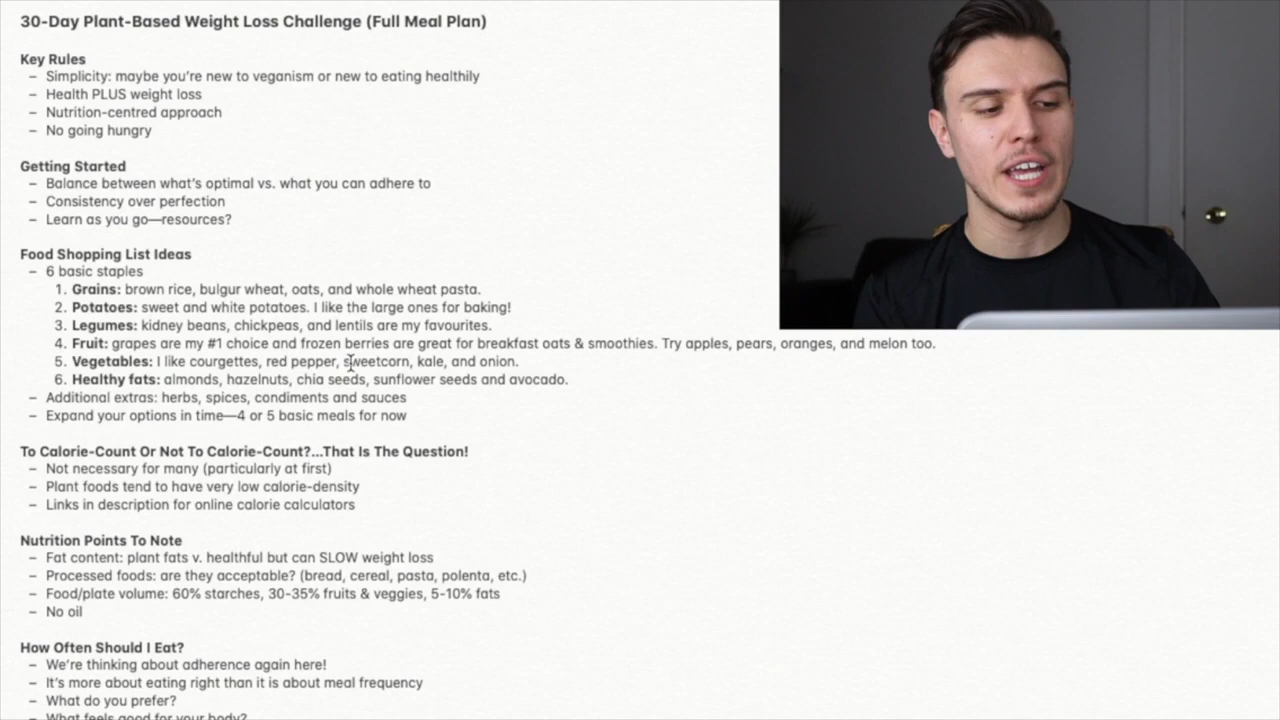 30-Day Plant-Based Weight Loss Challenge (Full Meal Plan)
Key Rules
– Simplicity: maybe you're new to veganism or new to eating healthily
– Health PLUS weight loss
– Nutrition-centred approach
– No going hungry
Getting Started
– Balance between what's optimal vs. what you can adhere to
– Consistency over perfection
– Learn as you go—resources?
Food Shopping List Ideas
– 6 basic staples
1. Grains: brown rice, bulgur wheat, oats, and whole wheat pasta.
2. Potatoes: sweet and white potatoes. I like the large ones for baking!
3. Legumes: kidney beans, chickpeas, and lentils are my favourites.
4. Fruit: grapes are my #1 choice and frozen berries are great for breakfast oats & smoothies. Try apples, pears, oranges, and melon too.
5. Vegetables: I like courgettes, red pepper, sweetcorn, kale, and onion.
6. Healthy fats: almonds, hazelnuts, chia seeds, sunflower seeds and avocado.
– Additional extras: herbs, spices, condiments and sauces
– Expand your options in time—4 or 5 basic meals for now
To Calorie-Count Or Not To Calorie-Count?...That Is The Question!
– Not necessary for many (particularly at first)
– Plant foods tend to have very low calorie-density
– Links in description for online calorie calculators
Nutrition Points To Note
– Fat content: plant fats v. healthful but can SLOW weight loss
– Processed foods: are they acceptable? (bread, cereal, pasta, polenta, etc.)
– Food/plate volume: 60% starches, 30-35% fruits & veggies, 5-10% fats
– No oil
How Often Should I Eat?
– We're thinking about adherence again here!
– It's more about eating right than it is about meal frequency
– What do you prefer?
– What feels good for your body?